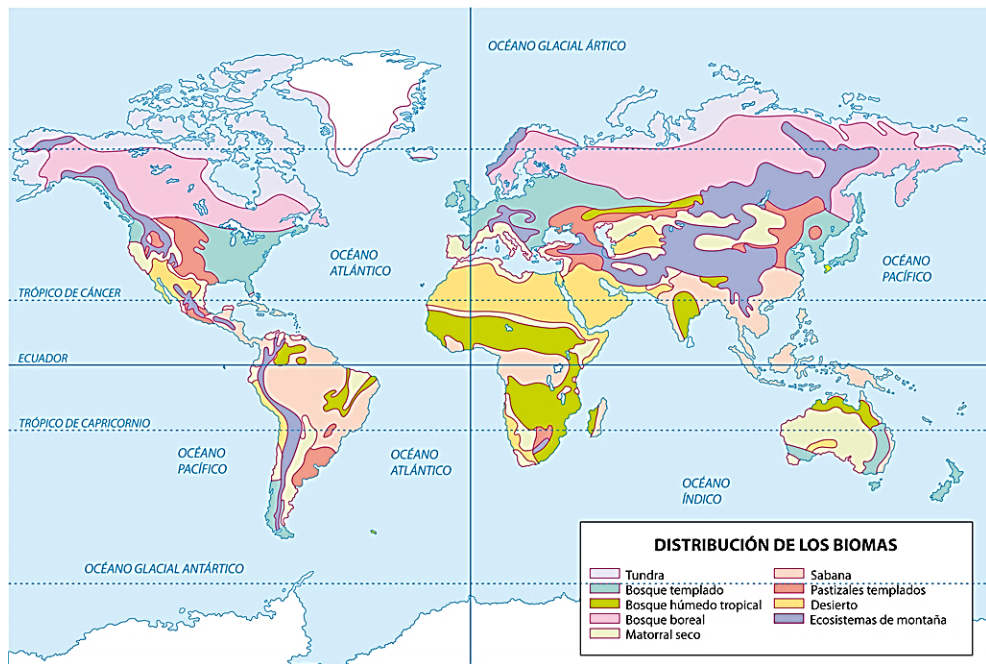 OCÉANO GLACIAL ÁRTICO
OCÉANO
ATLÁNTICO
OCÉANO
PACÍFICO
TRÓPICO DE CÁNCER
ECUADOR
TRÓPICO DE CAPRICORNIO
OCÉANO
PACÍFICO
OCÉANO
ATLÁNTICO
OCÉANO
ÍNDICO
OCÉANO GLACIAL ANTÁRTICO
DISTRIBUCIÓN DE LOS BIOMAS
Tundra
Bosque templado
Bosque húmedo tropical
Bosque boreal
Matorral seco
Sabana
Pastizales templados
Desierto
Ecosistemas de montaña